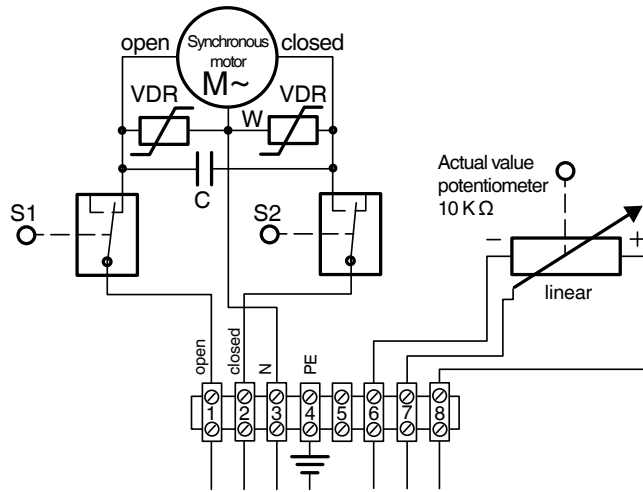 open
Synchronous
motor
M~
closed
VDR
W
VDR
C
S1
S2
Actual value
potentiometer
10 K Ω
−
+
linear
open
closed
N
PE
1
2
3
4
5
6
7
8